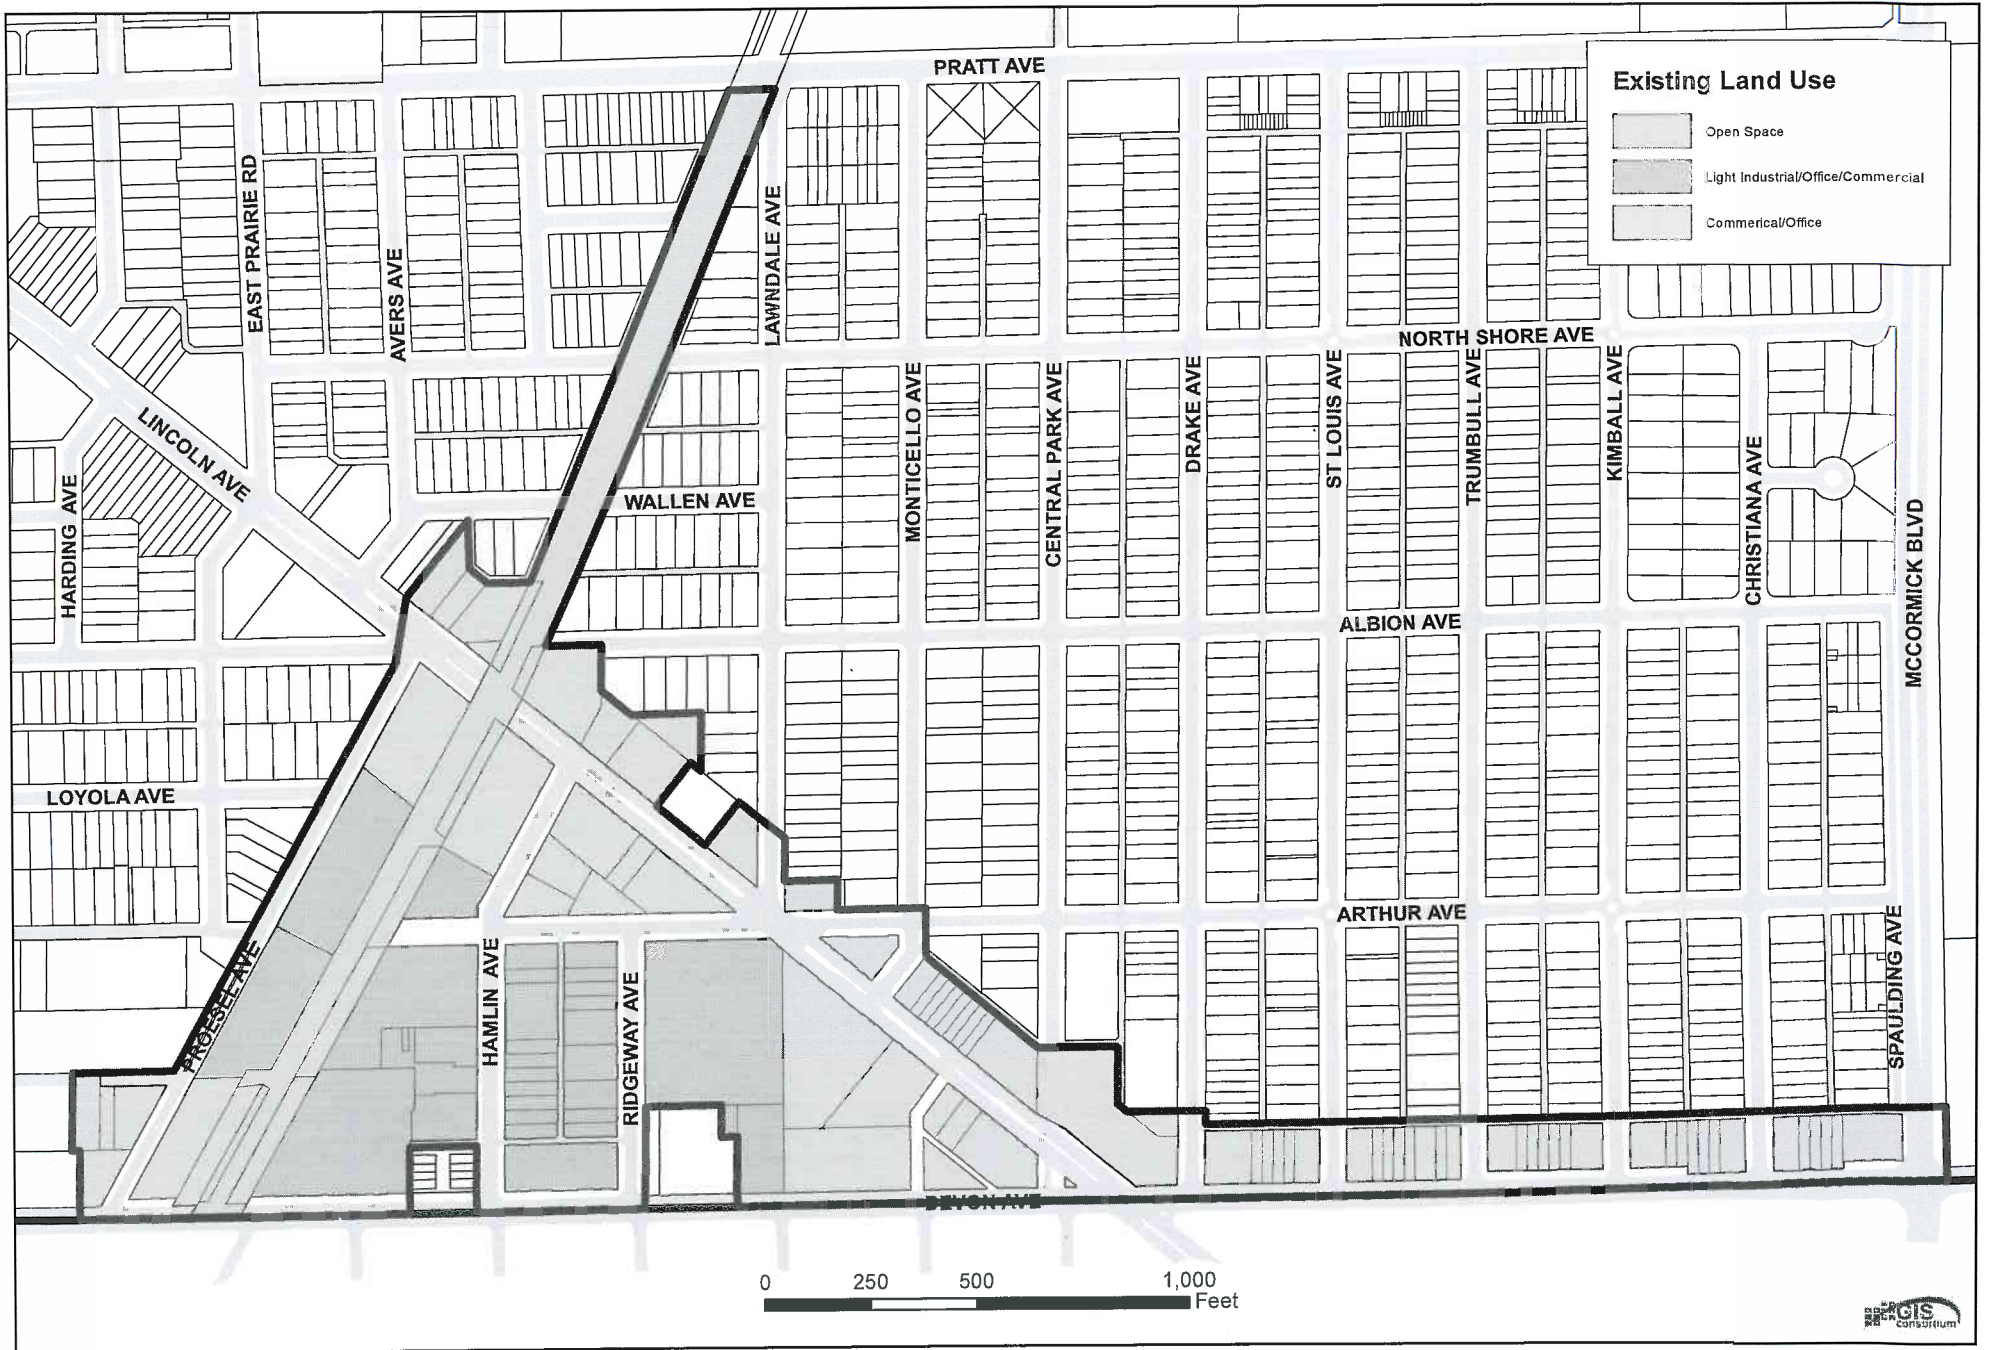 PRATT AVE
Existing Land Use
Open Space
Light Industrial/Office/Commercial
Commerical/Office
EAST PRAIRIE RD
AVERS AVE
LAWNDALE AVE
NORTH SHORE AVE
LINCOLN AVE
HARDING AVE
WALLEN AVE
MONTICELLO AVE
CENTRAL PARK AVE
DRAKE AVE
ST LOUIS AVE
TRUMBULL AVE
KIMBALL AVE
CHRISTIANA AVE
MCCORMICK BLVD
ALBION AVE
LOYOLA AVE
ARTHUR AVE
PROESEL AVE
HAMLIN AVE
RIDGEWAY AVE
SPAULDING AVE
DEVON AVE
0 250 500 1,000
Feet
GIS
consortium